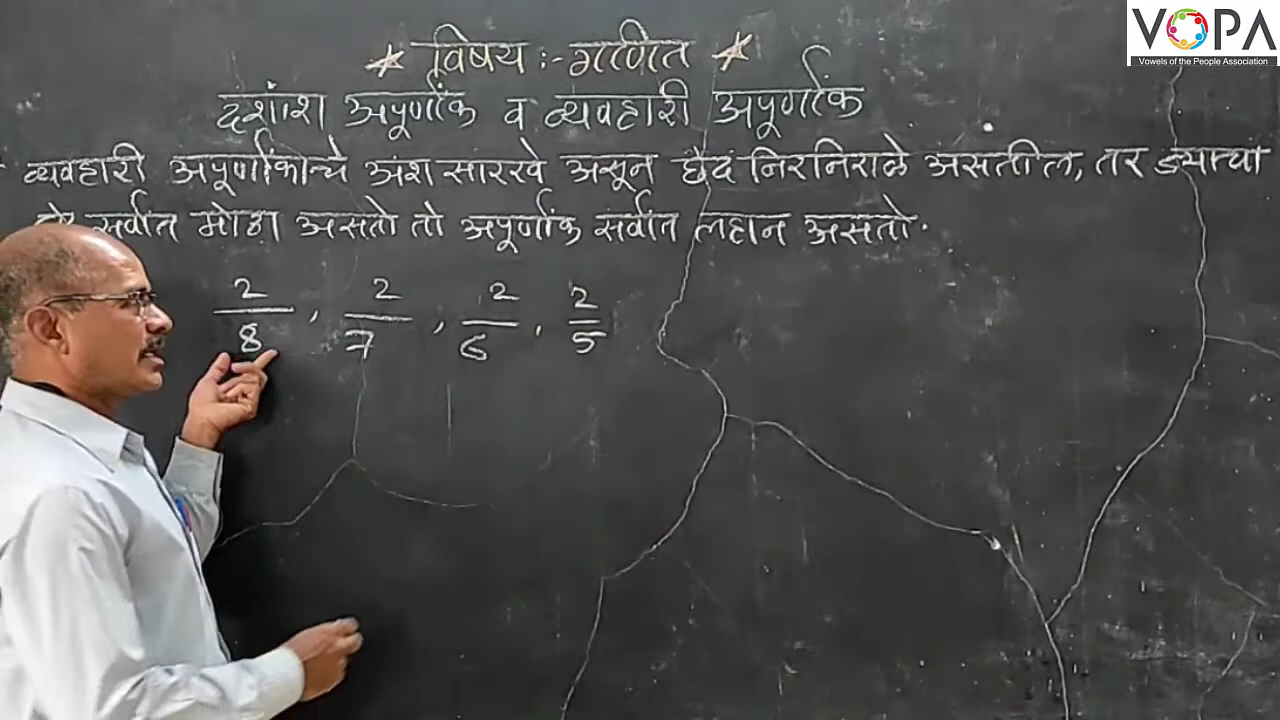 VOPA
Vowels of the People Association
★ विषय :- गणित ★
दशांश अपूर्णांक व व्यवहारी अपूर्णांक
व्यवहारी अपूर्णांकाचे अंश सारखे असून छेद निरनिराळे असतील, तर ज्याचा
सर्वात मोठा असतो तो अपूर्णांक सर्वात लहान असतो.
2/8 , 2/7 , 2/6 , 2/5